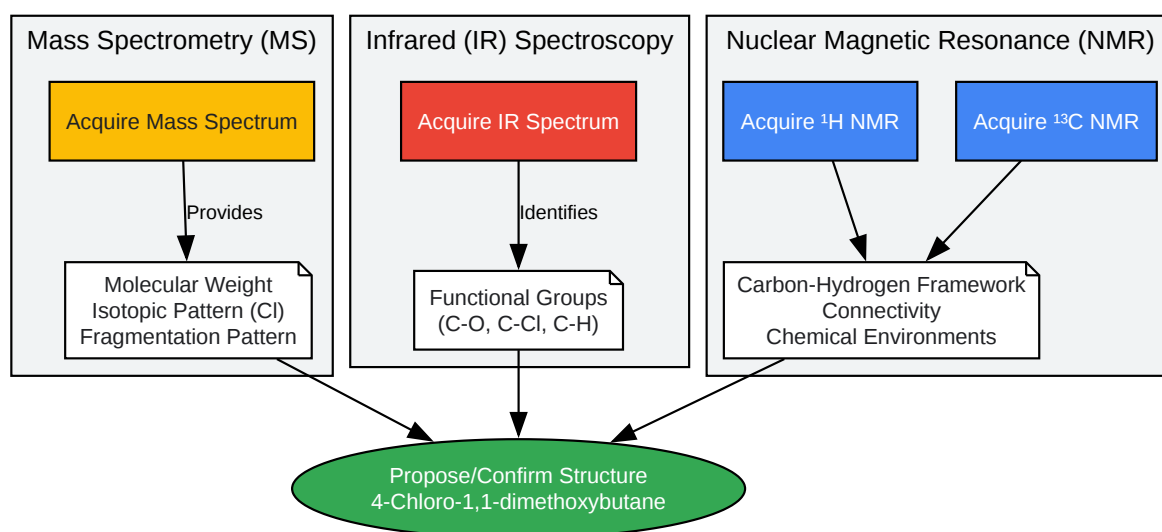 Mass Spectrometry (MS)
Infrared (IR) Spectroscopy
Nuclear Magnetic Resonance (NMR)
Acquire Mass Spectrum
Acquire IR Spectrum
Acquire ¹H NMR
Acquire ¹³C NMR
Provides
Identifies
Molecular Weight
Isotopic Pattern (Cl)
Fragmentation Pattern
Functional Groups
(C-O, C-Cl, C-H)
Carbon-Hydrogen Framework
Connectivity
Chemical Environments
Propose/Confirm Structure
4-Chloro-1,1-dimethoxybutane